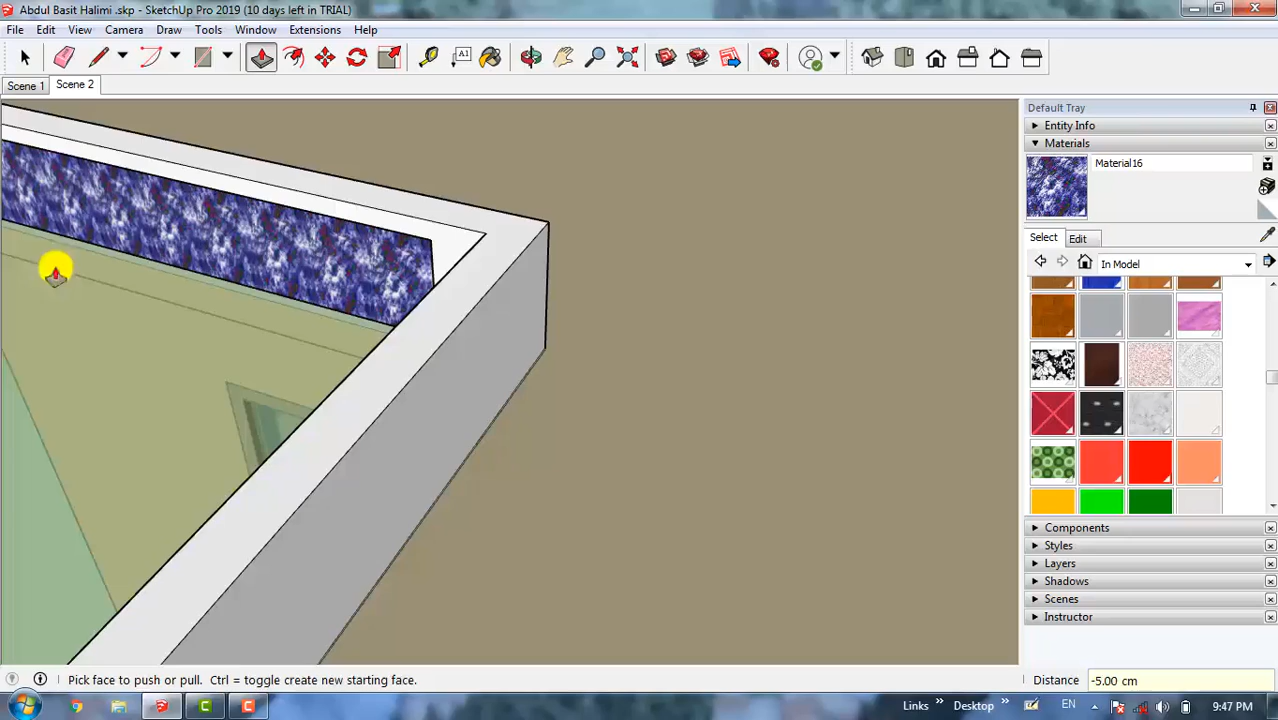 Abdul Basit Halimi .skp - SketchUp Pro 2019 (10 days left in TRIAL)
File Edit View Camera Draw Tools Window Extensions Help
A1
Scene 1 Scene 2
Default Tray
Entity Info
Materials
Material16
Select Edit
In Model
Components
Styles
Layers
Shadows
Scenes
Instructor
Pick face to push or pull. Ctrl = toggle create new starting face.
Distance -5.00 cm
Links Desktop EN 9:47 PM